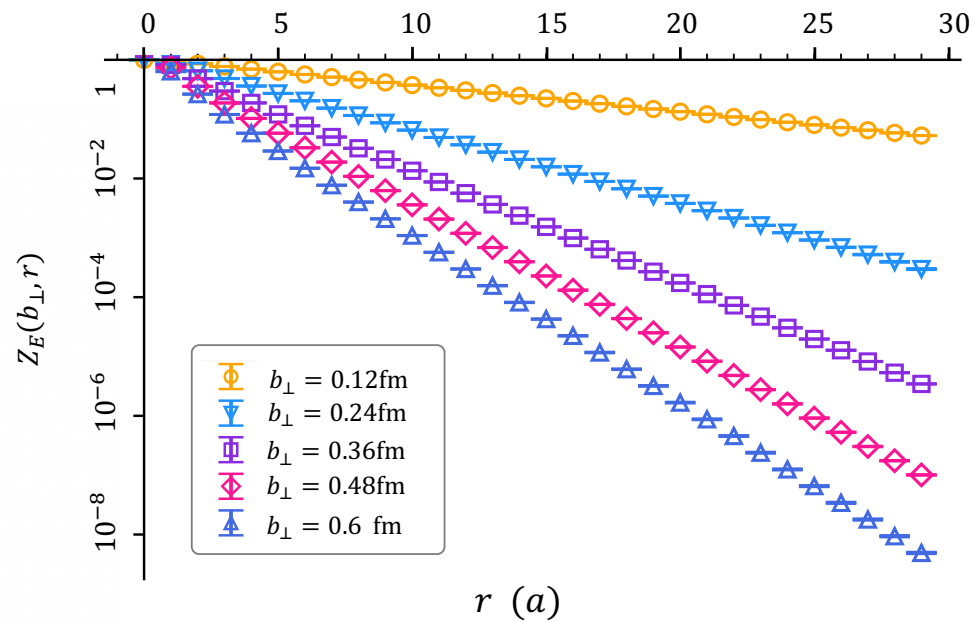 0 5 10 15 20 25 30
1
10⁻²
10⁻⁴
10⁻⁶
10⁻⁸
Z_E(b_⊥, r)
b_⊥ = 0.12fm
b_⊥ = 0.24fm
b_⊥ = 0.36fm
b_⊥ = 0.48fm
b_⊥ = 0.6 fm
r (a)